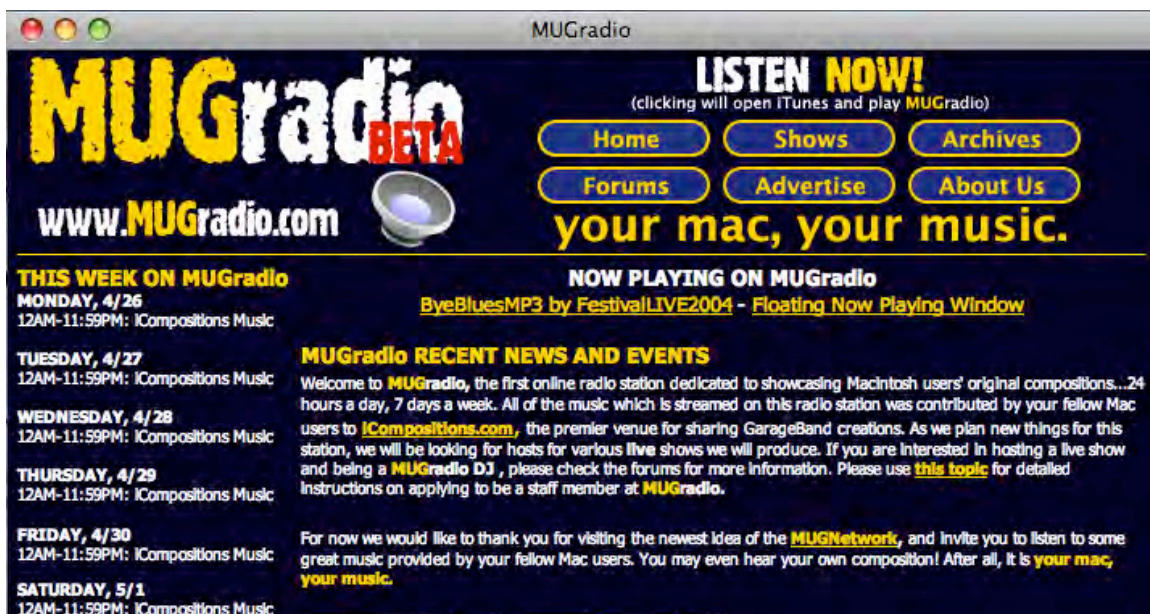 MUGradio
MUGradio
BETA
www.MUGradio.com
LISTEN NOW!
(clicking will open iTunes and play MUGradio)
Home Shows Archives
Forums Advertise About Us
your mac, your music.
THIS WEEK ON MUGradio
MONDAY, 4/26
12AM-11:59PM: iCompositions Music
TUESDAY, 4/27
12AM-11:59PM: iCompositions Music
WEDNESDAY, 4/28
12AM-11:59PM: iCompositions Music
THURSDAY, 4/29
12AM-11:59PM: iCompositions Music
FRIDAY, 4/30
12AM-11:59PM: iCompositions Music
SATURDAY, 5/1
12AM-11:59PM: iCompositions Music
NOW PLAYING ON MUGradio
ByeBluesMP3 by FestivalLIVE2004 - Floating Now Playing Window
MUGradio RECENT NEWS AND EVENTS
Welcome to MUGradio, the first online radio station dedicated to showcasing Macintosh users' original compositions...24
hours a day, 7 days a week. All of the music which is streamed on this radio station was contributed by your fellow Mac
users to iCompositions.com, the premier venue for sharing GarageBand creations. As we plan new things for this
station, we will be looking for hosts for various live shows we will produce. If you are interested in hosting a live show
and being a MUGradio DJ , please check the forums for more information. Please use this topic for detailed
instructions on applying to be a staff member at MUGradio.
For now we would like to thank you for visiting the newest idea of the MUGNetwork, and invite you to listen to some
great music provided by your fellow Mac users. You may even hear your own composition! After all, it is your mac,
your music.